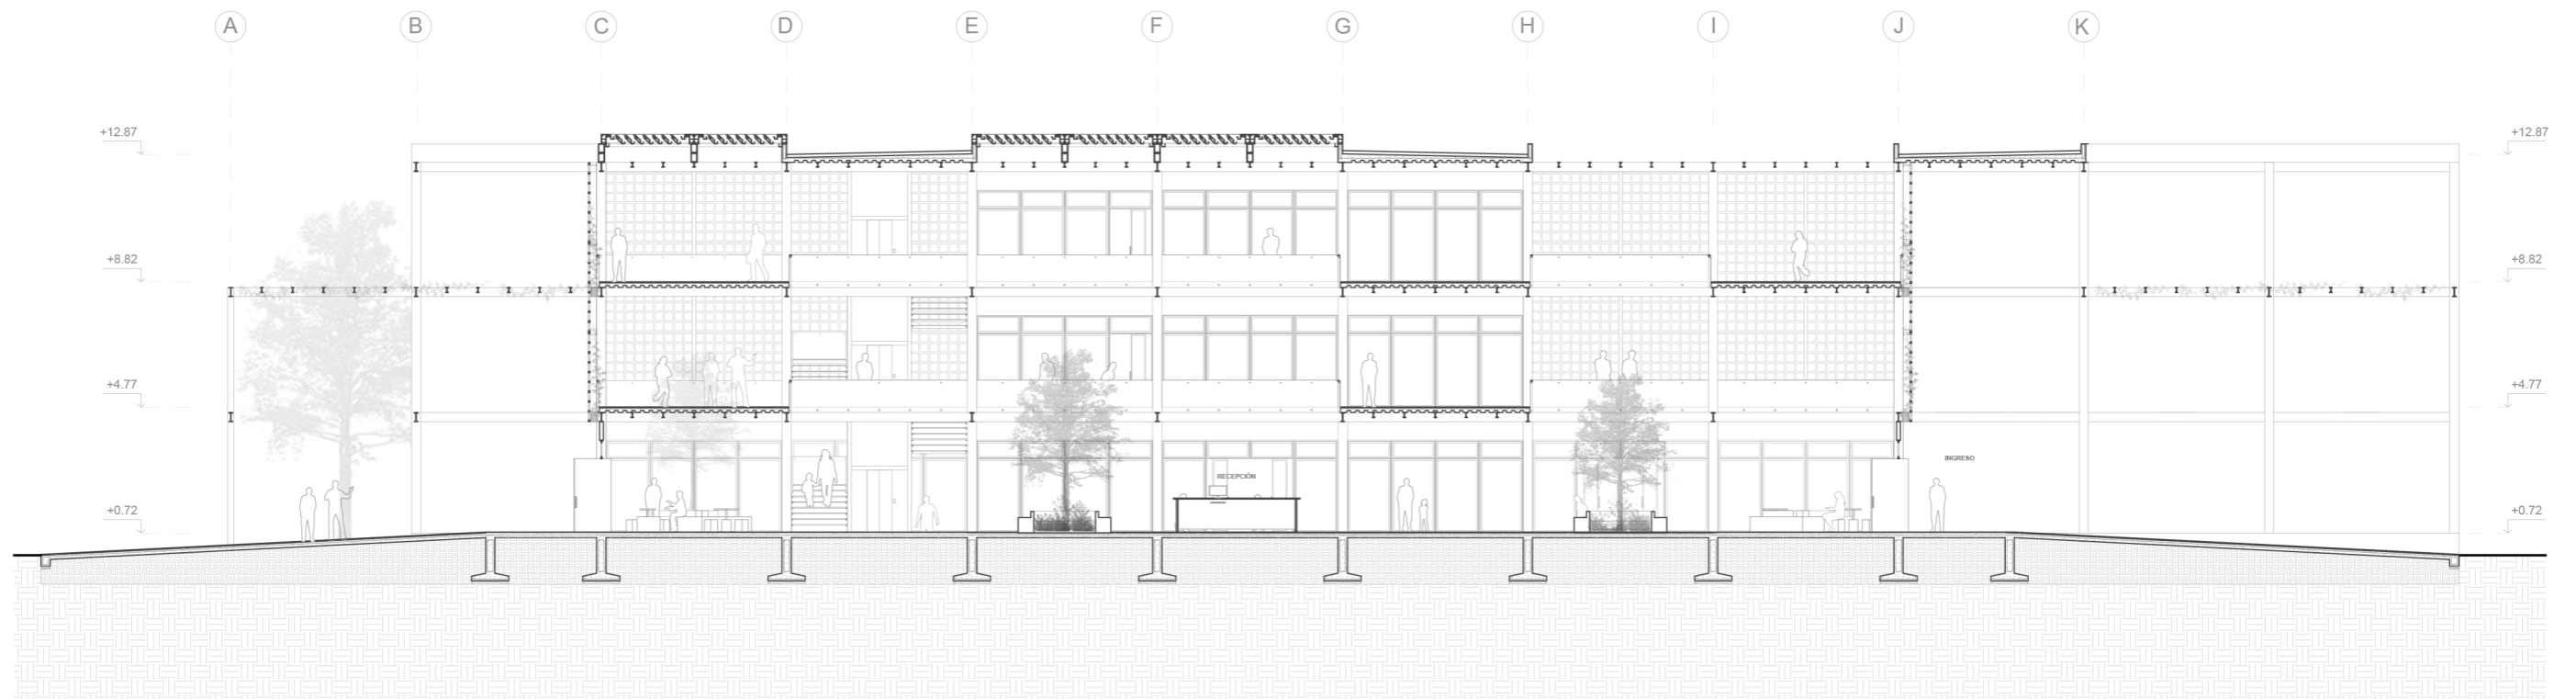 A B C D E F G H I J K
+12.87 +12.87
+8.82 +8.82
+4.77 +4.77
RECEPCIÓN INGRESO
+0.72 +0.72